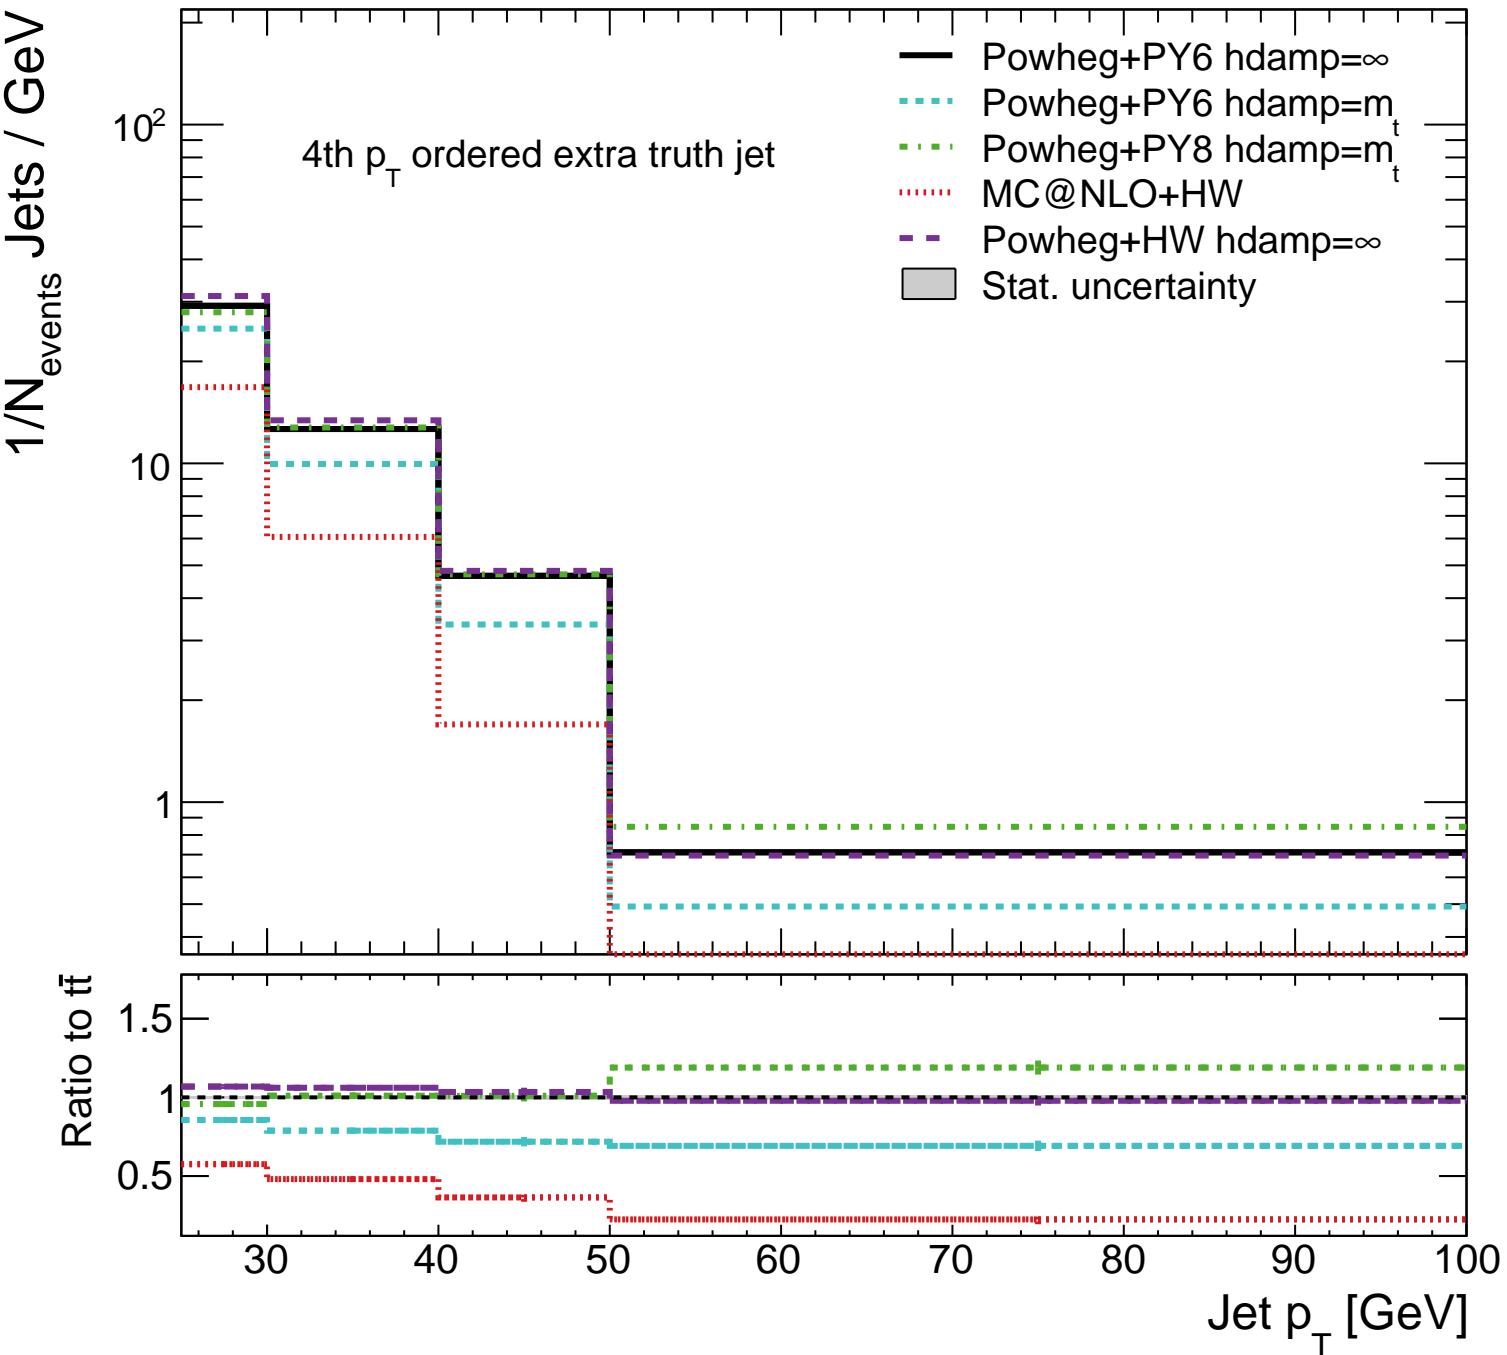 1/N_events Jets / GeV
10²
10
1
4th p_T ordered extra truth jet
Powheg+PY6 hdamp=∞
Powheg+PY6 hdamp=m_t
Powheg+PY8 hdamp=m_t
MC@NLO+HW
Powheg+HW hdamp=∞
Stat. uncertainty
Ratio to tt̄
1.5
1
0.5
30 40 50 60 70 80 90 100
Jet p_T [GeV]